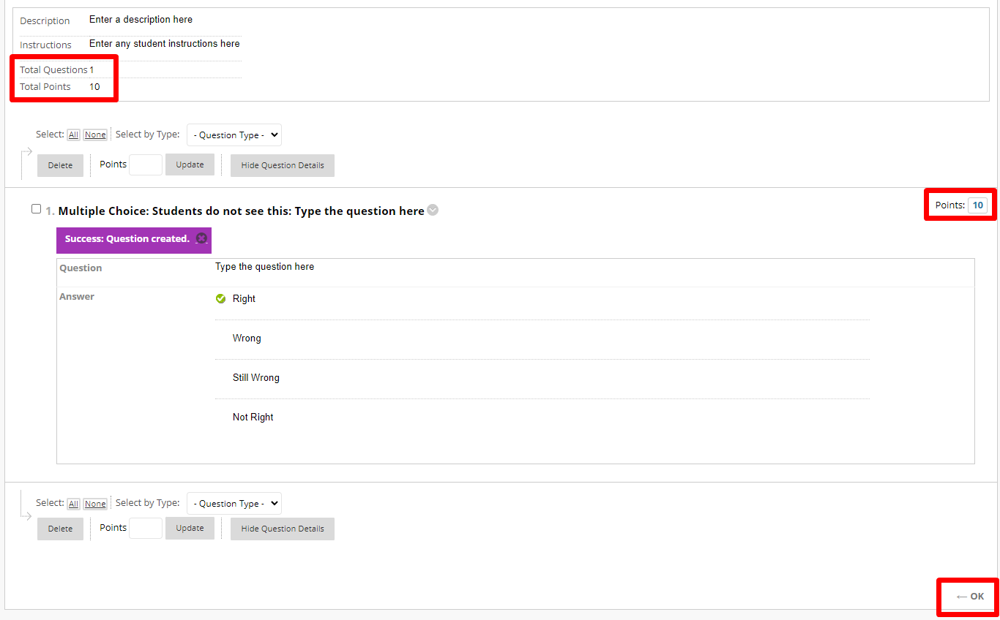 Description Enter a description here
Instructions Enter any student instructions here
Total Questions 1
Total Points 10
Select: All None Select by Type: - Question Type -
Delete Points Update Hide Question Details
1. Multiple Choice: Students do not see this: Type the question here Points: 10
Success: Question created.
Question Type the question here
Answer Right
Wrong
Still Wrong
Not Right
Select: All None Select by Type: - Question Type -
Delete Points Update Hide Question Details
← OK